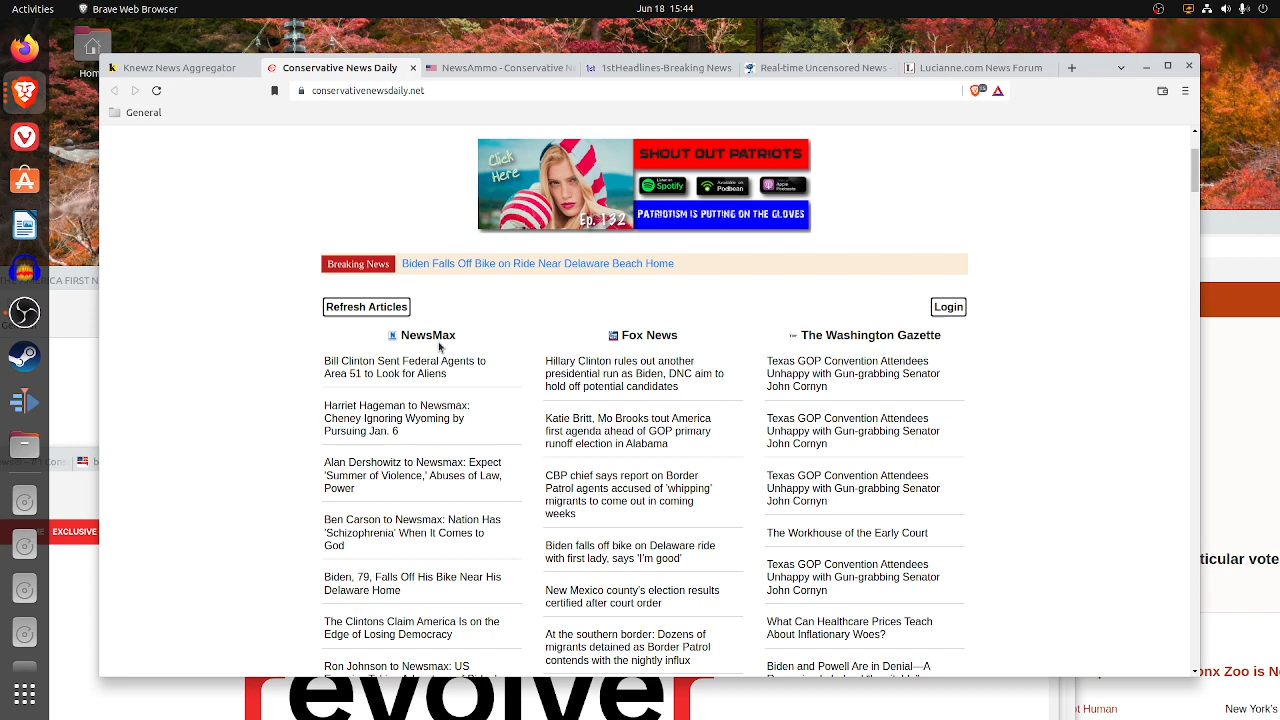 Activities
Brave Web Browser
Jun 18 15:44
Home
Knewz News Aggregator
Conservative News Daily
NewsAmmo - Conservative Ne
1stHeadlines-Breaking News
Real-time Uncensored News -
Lucianne.com News Forum
conservativenewsdaily.net
General
Click
Here
Ep. 132
SHOUT OUT PATRIOTS
Listen on
Spotify
Available on
Podbean
Apple
Podcasts
PATRIOTISM IS PUTTING ON THE GLOVES
Breaking News
Biden Falls Off Bike on Ride Near Delaware Beach Home
Refresh Articles
Login
NewsMax
Bill Clinton Sent Federal Agents to
Area 51 to Look for Aliens
Harriet Hageman to Newsmax:
Cheney Ignoring Wyoming by
Pursuing Jan. 6
Alan Dershowitz to Newsmax: Expect
'Summer of Violence,' Abuses of Law,
Power
Ben Carson to Newsmax: Nation Has
'Schizophrenia' When It Comes to
God
Biden, 79, Falls Off His Bike Near His
Delaware Home
The Clintons Claim America Is on the
Edge of Losing Democracy
Ron Johnson to Newsmax: US
Fox News
Hillary Clinton rules out another
presidential run as Biden, DNC aim to
hold off potential candidates
Katie Britt, Mo Brooks tout America
first agenda ahead of GOP primary
runoff election in Alabama
CBP chief says report on Border
Patrol agents accused of 'whipping'
migrants to come out in coming
weeks
Biden falls off bike on Delaware ride
with first lady, says 'I'm good'
New Mexico county's election results
certified after court order
At the southern border: Dozens of
migrants detained as Border Patrol
contends with the nightly influx
The Washington Gazette
Texas GOP Convention Attendees
Unhappy with Gun-grabbing Senator
John Cornyn
Texas GOP Convention Attendees
Unhappy with Gun-grabbing Senator
John Cornyn
Texas GOP Convention Attendees
Unhappy with Gun-grabbing Senator
John Cornyn
The Workhouse of the Early Court
Texas GOP Convention Attendees
Unhappy with Gun-grabbing Senator
John Cornyn
What Can Healthcare Prices Teach
About Inflationary Woes?
Biden and Powell Are in Denial—A
EXCLUSIVE
ticular vote
onx Zoo is N
ot Human
New York's
evolve